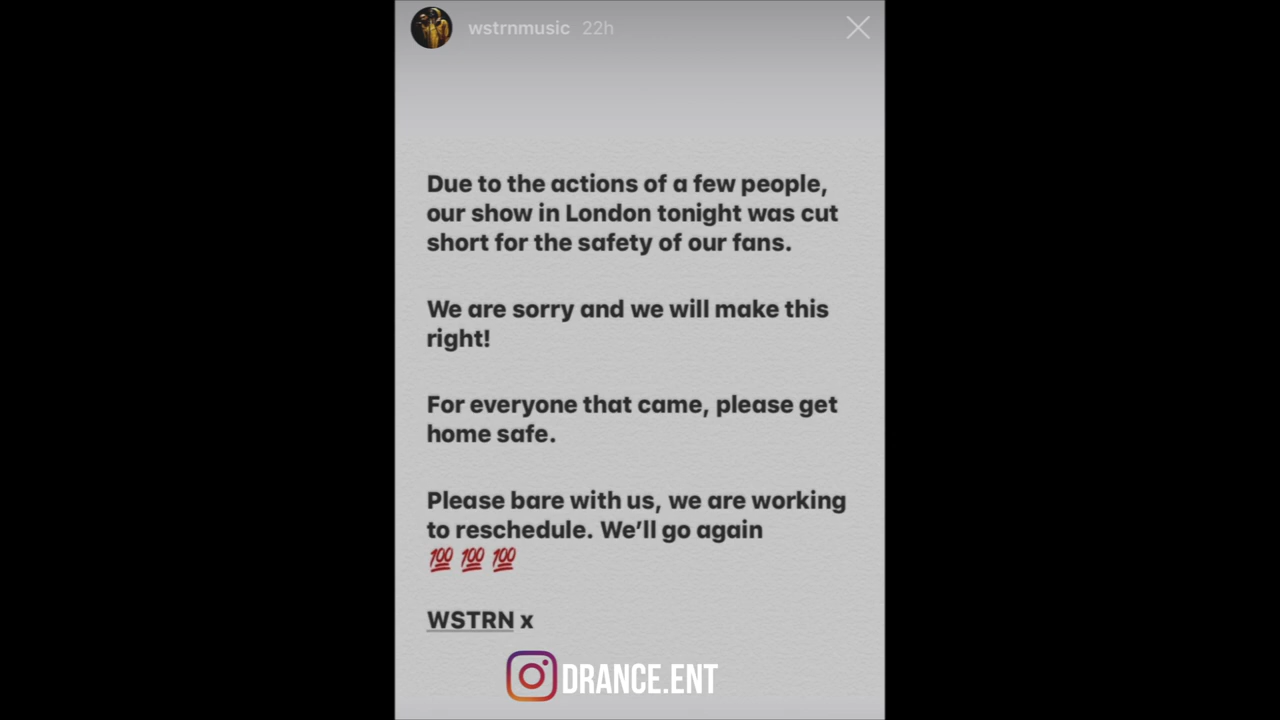 wstrnmusic 22h
Due to the actions of a few people,
our show in London tonight was cut
short for the safety of our fans.
We are sorry and we will make this
right!
For everyone that came, please get
home safe.
Please bare with us, we are working
to reschedule. We’ll go again
💯 💯 💯
WSTRN x
DRANCE.ENT